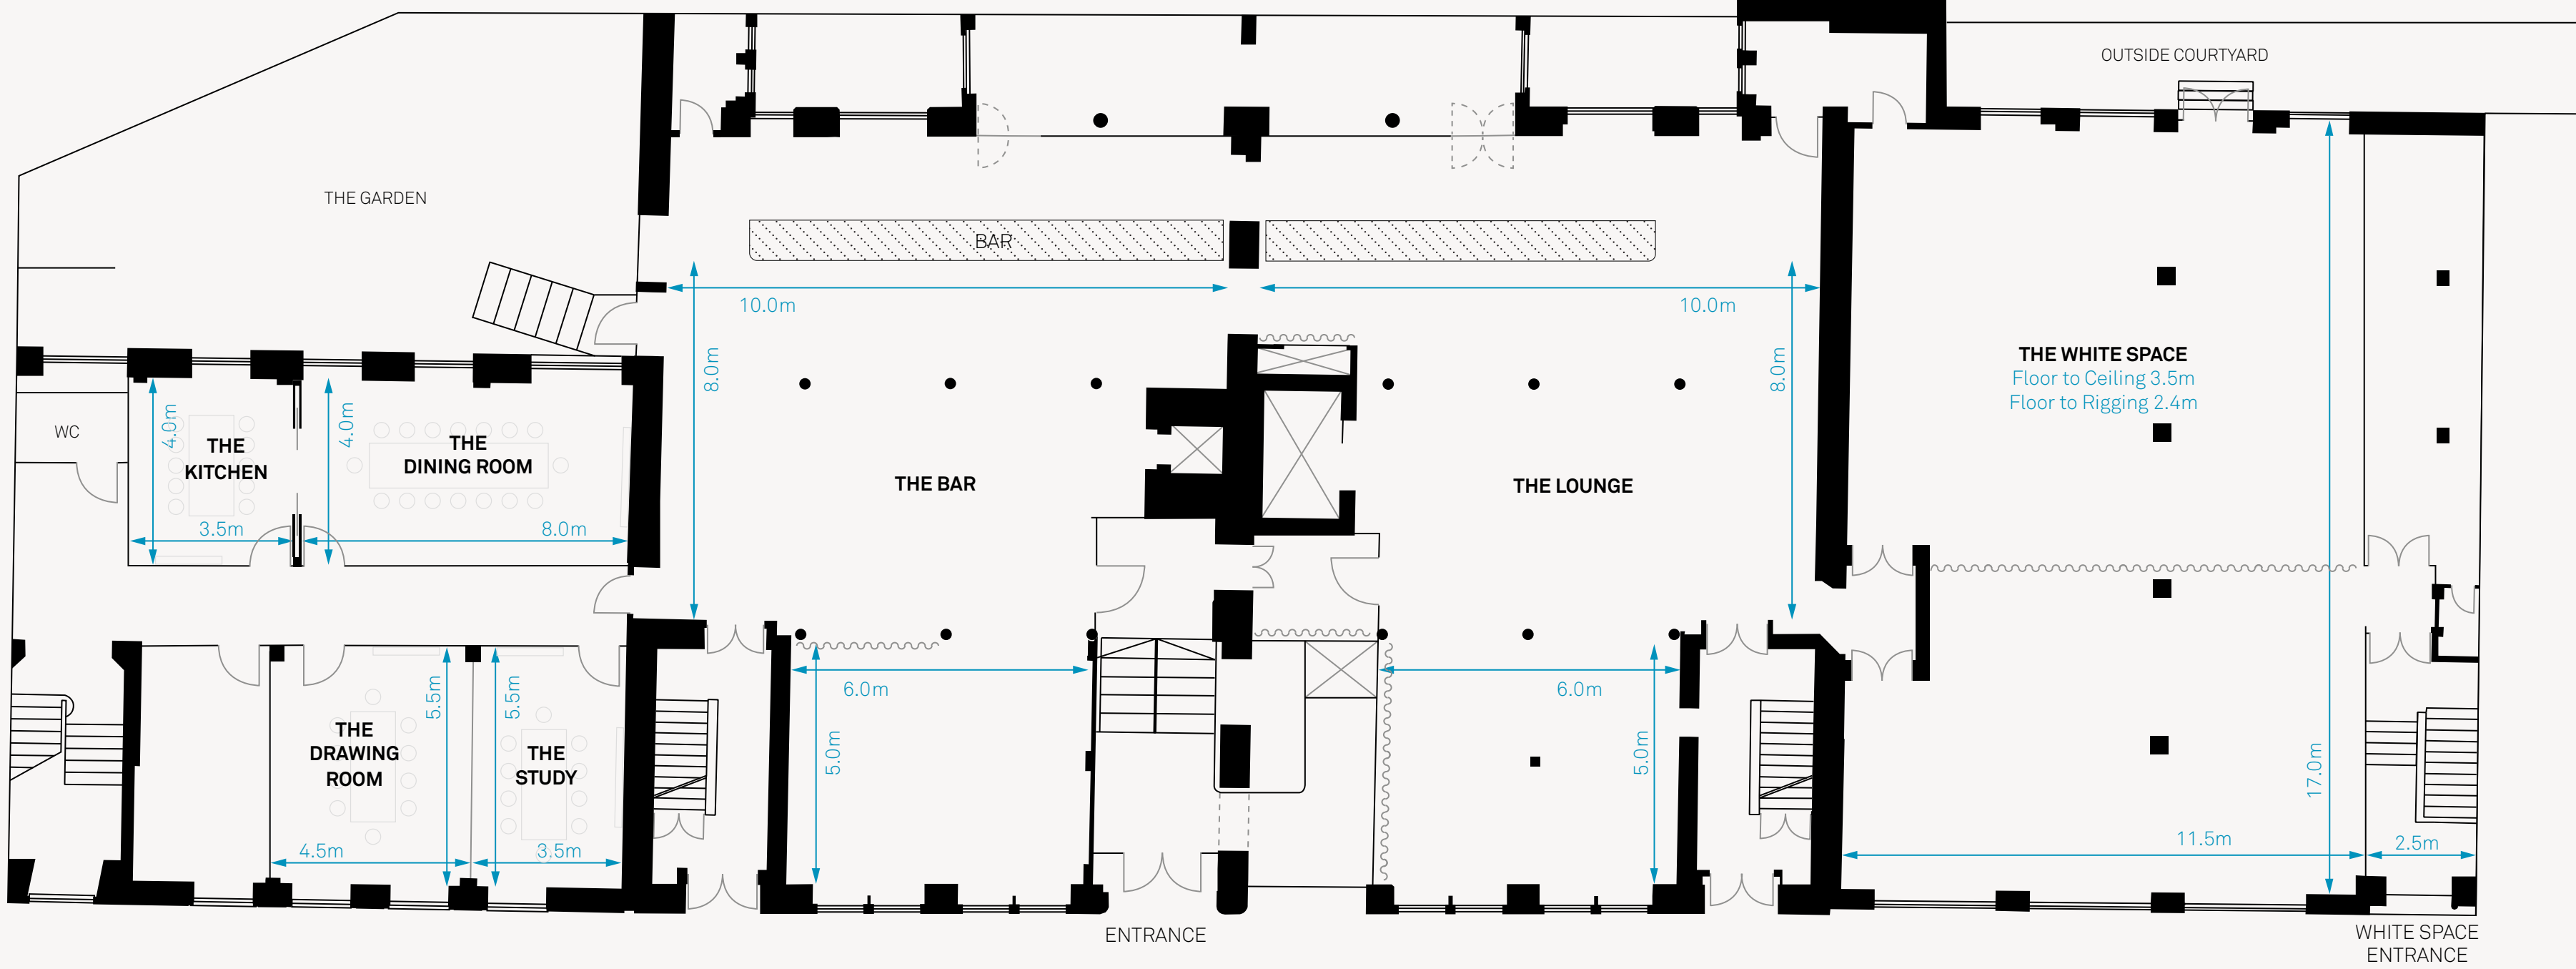 OUTSIDE COURTYARD
THE GARDEN
BAR
10.0m
10.0m
8.0m
8.0m
THE WHITE SPACE
Floor to Ceiling 3.5m
Floor to Rigging 2.4m
WC
4.0m
THE
KITCHEN
3.5m
4.0m
THE
DINING ROOM
8.0m
THE BAR
THE LOUNGE
5.5m
5.5m
THE
DRAWING
ROOM
THE
STUDY
4.5m
3.5m
6.0m
5.0m
6.0m
5.0m
17.0m
11.5m
2.5m
ENTRANCE
WHITE SPACE
ENTRANCE